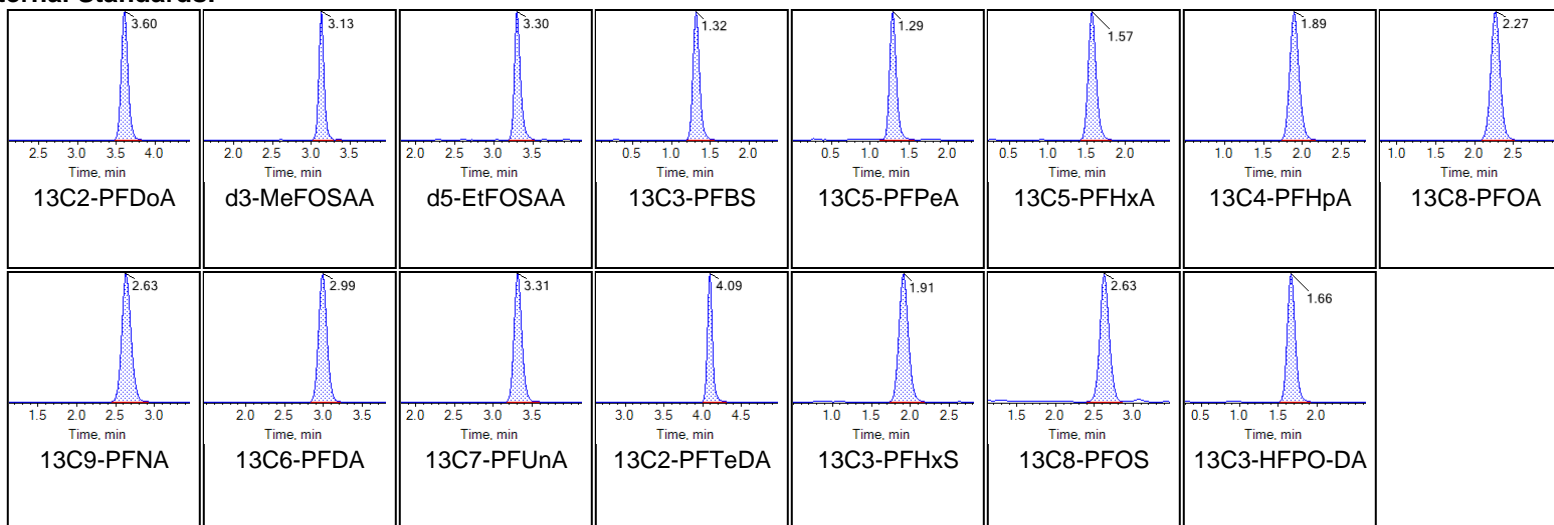 3.60
2.5 3.0 3.5 4.0
Time, min
13C2-PFDoA
3.13
2.0 2.5 3.0 3.5
Time, min
d3-MeFOSAA
3.30
2.0 2.5 3.0 3.5
Time, min
d5-EtFOSAA
1.32
0.5 1.0 1.5 2.0
Time, min
13C3-PFBS
1.29
0.5 1.0 1.5 2.0
Time, min
13C5-PFPeA
1.57
0.5 1.0 1.5 2.0
Time, min
13C5-PFHxA
1.89
1.0 1.5 2.0 2.5
Time, min
13C4-PFHpA
2.27
1.0 1.5 2.0 2.5
Time, min
13C8-PFOA
2.63
1.5 2.0 2.5 3.0
Time, min
13C9-PFNA
2.99
2.0 2.5 3.0 3.5
Time, min
13C6-PFDA
3.31
2.0 2.5 3.0 3.5
Time, min
13C7-PFUnA
4.09
3.0 3.5 4.0 4.5
Time, min
13C2-PFTeDA
1.91
1.0 1.5 2.0 2.5
Time, min
13C3-PFHxS
2.63
1.5 2.0 2.5 3.0
Time, min
13C8-PFOS
1.66
0.5 1.0 1.5 2.0
Time, min
13C3-HFPO-DA